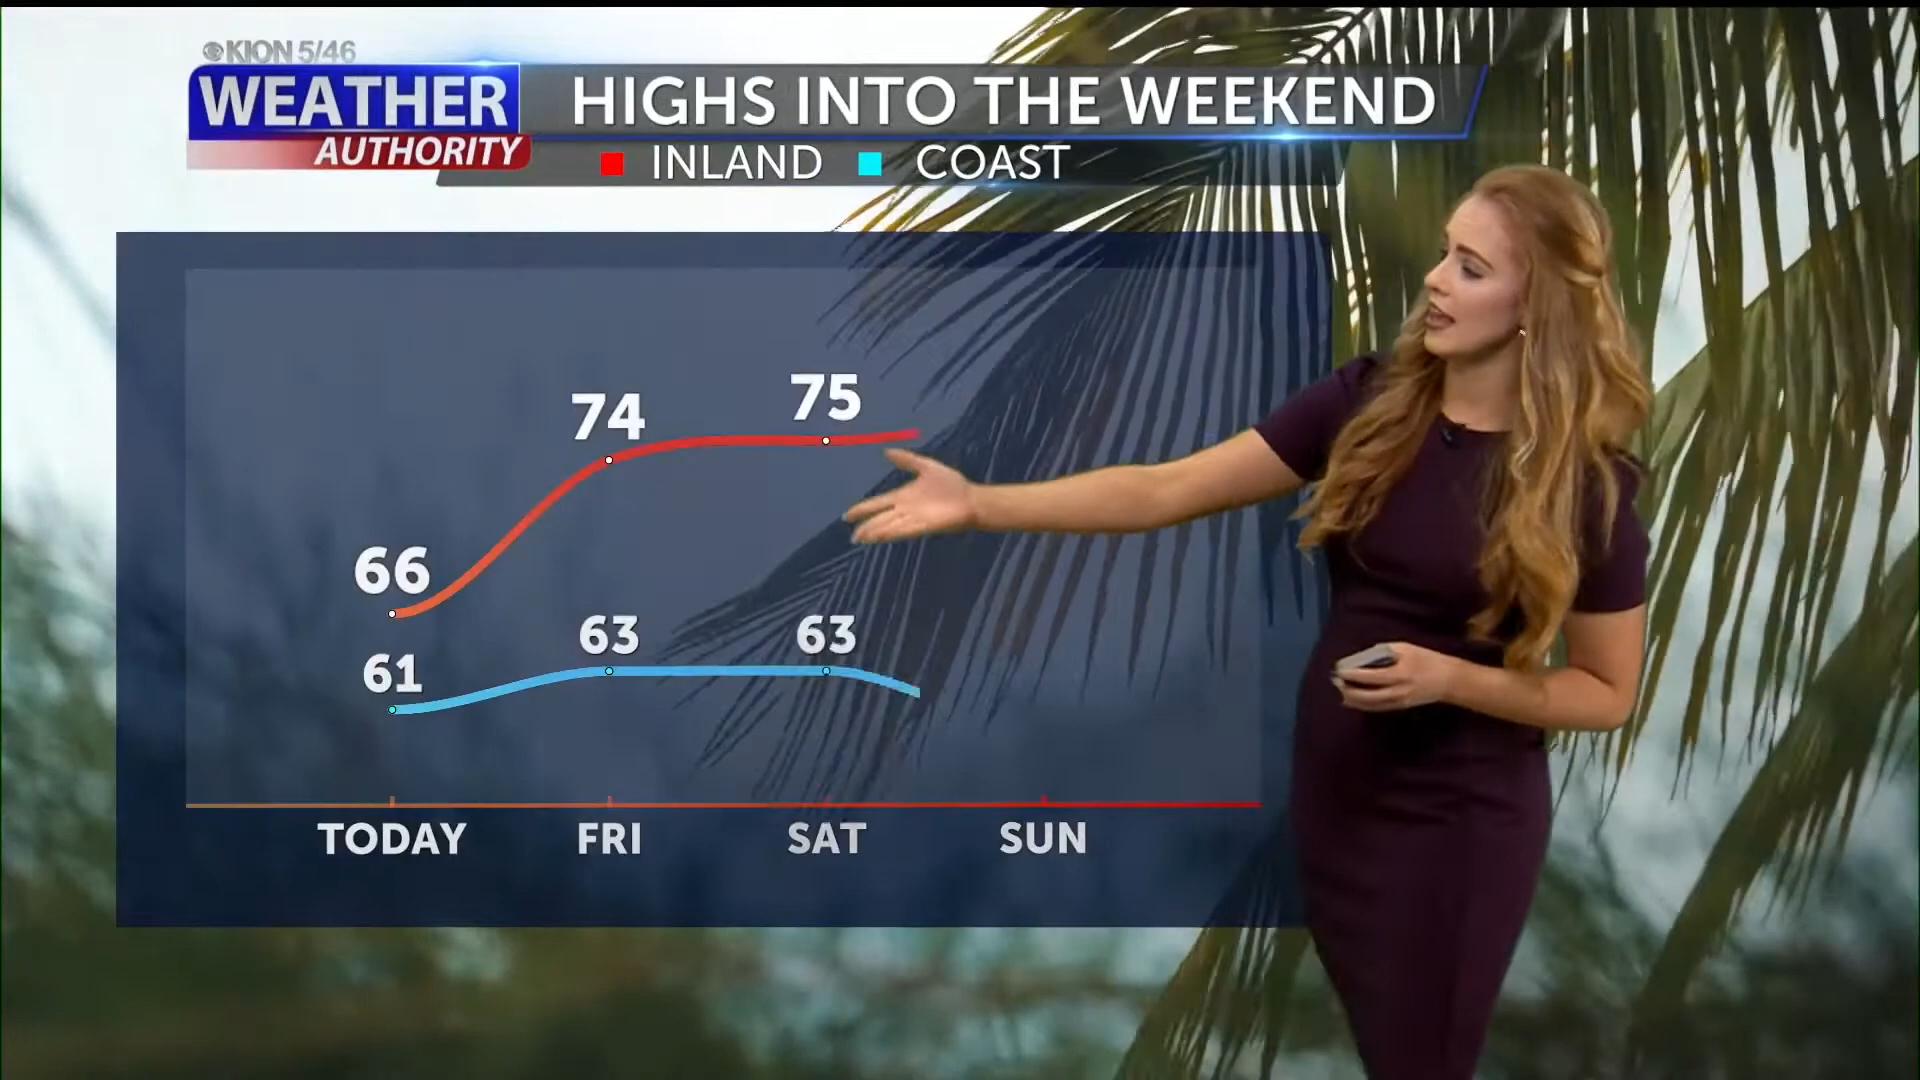 KION 5/46
WEATHER
AUTHORITY
HIGHS INTO THE WEEKEND
INLAND COAST
74 75
66
63 63
61
TODAY FRI SAT SUN